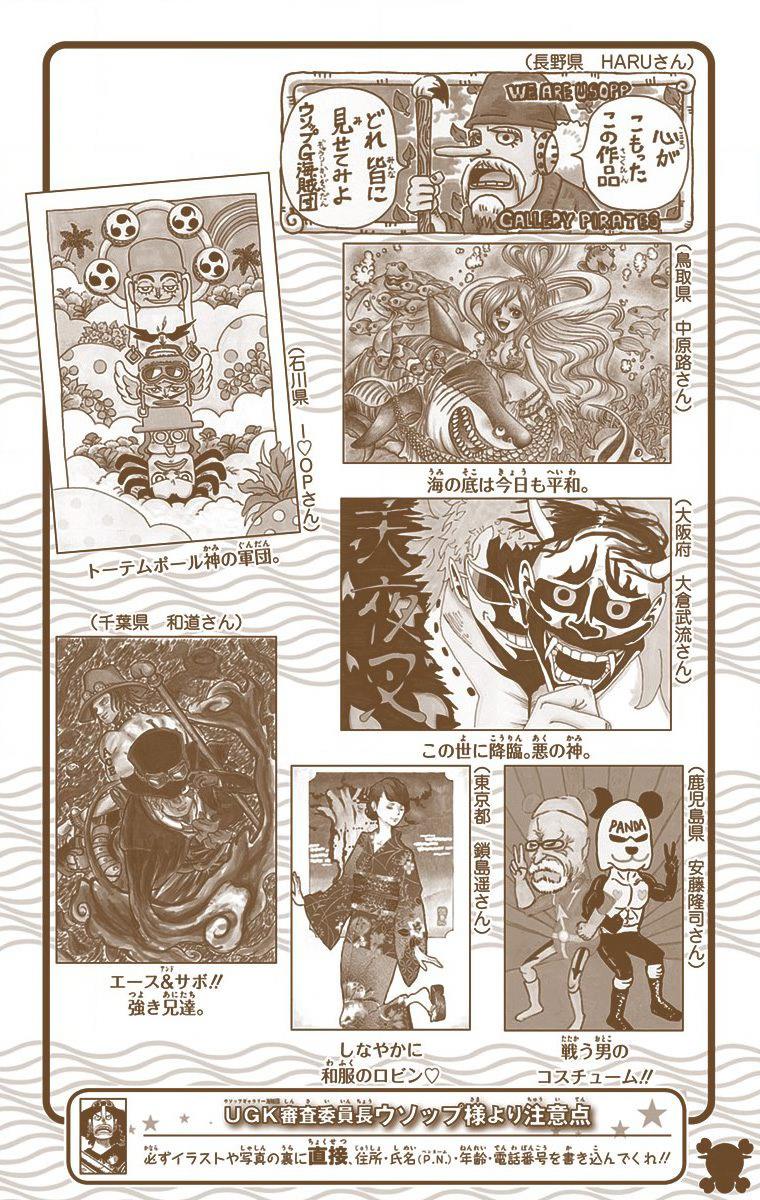 (長野県 HARUさん)
WE ARE USOPP
心が
こもった
この作品
どれ 皆に
見せてみよ
ウソップG海賊団
GALLERY PIRATES
(鳥取県 中原路さん)
海の底は今日も平和。
(石川県 I♡OPさん)
トーテムポール神の軍団。
(大阪府 大倉武流さん)
天夜叉
この世に降臨。悪の神。
(千葉県 和道さん)
エース&サボ!!
強き兄達。
(東京都 鎖島遥さん)
しなやかに
和服のロビン♡
(鹿児島県 安藤隆司さん)
PANDA
戦う男の
コスチューム!!
UGK審査委員長ウソップ様より注意点
必ずイラストや写真の裏に直接、住所・氏名(P.N.)・年齢・電話番号を書き込んでくれ!!